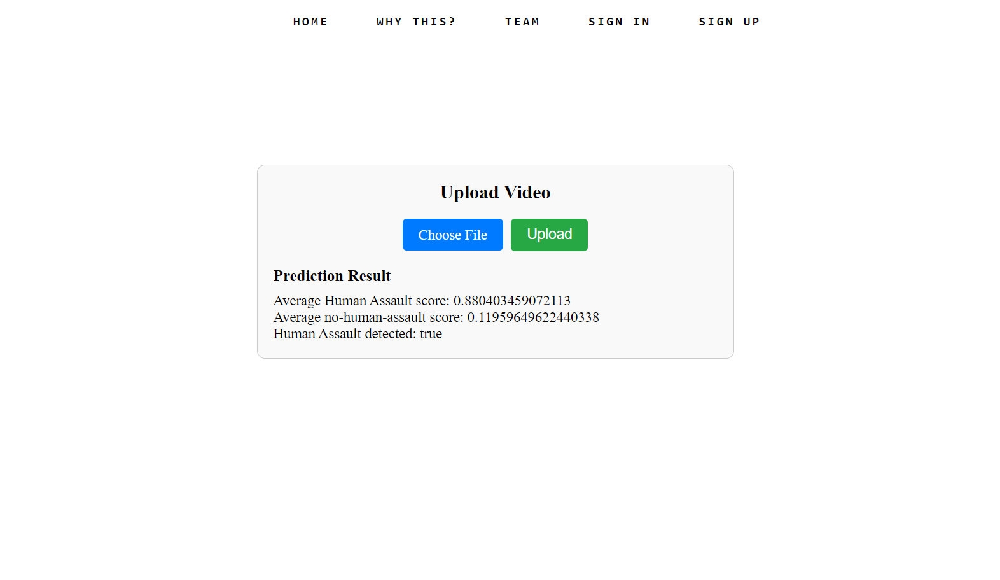 HOME WHY THIS? TEAM SIGN IN SIGN UP
Upload Video
Choose File Upload
Prediction Result
Average Human Assault score: 0.880403459072113
Average no-human-assault score: 0.11959649622440338
Human Assault detected: true